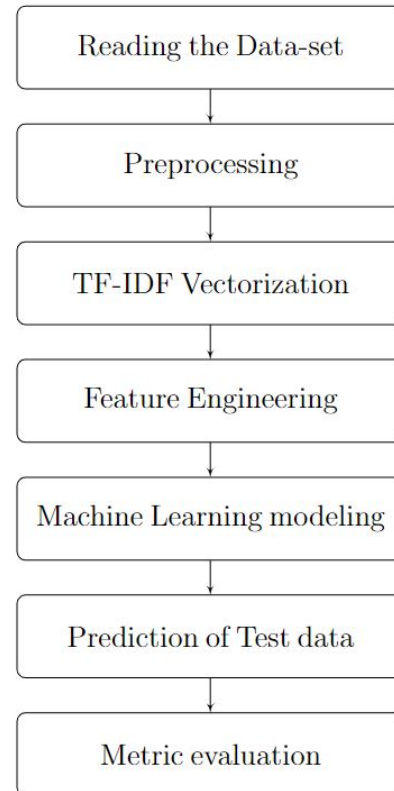 Reading the Data-set
Preprocessing
TF-IDF Vectorization
Feature Engineering
Machine Learning modeling
Prediction of Test data
Metric evaluation